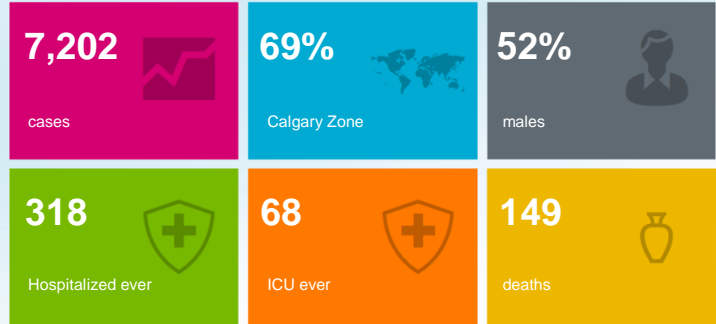 7,202
cases
69%
Calgary Zone
52%
males
318
Hospitalized ever
68
ICU ever
149
deaths